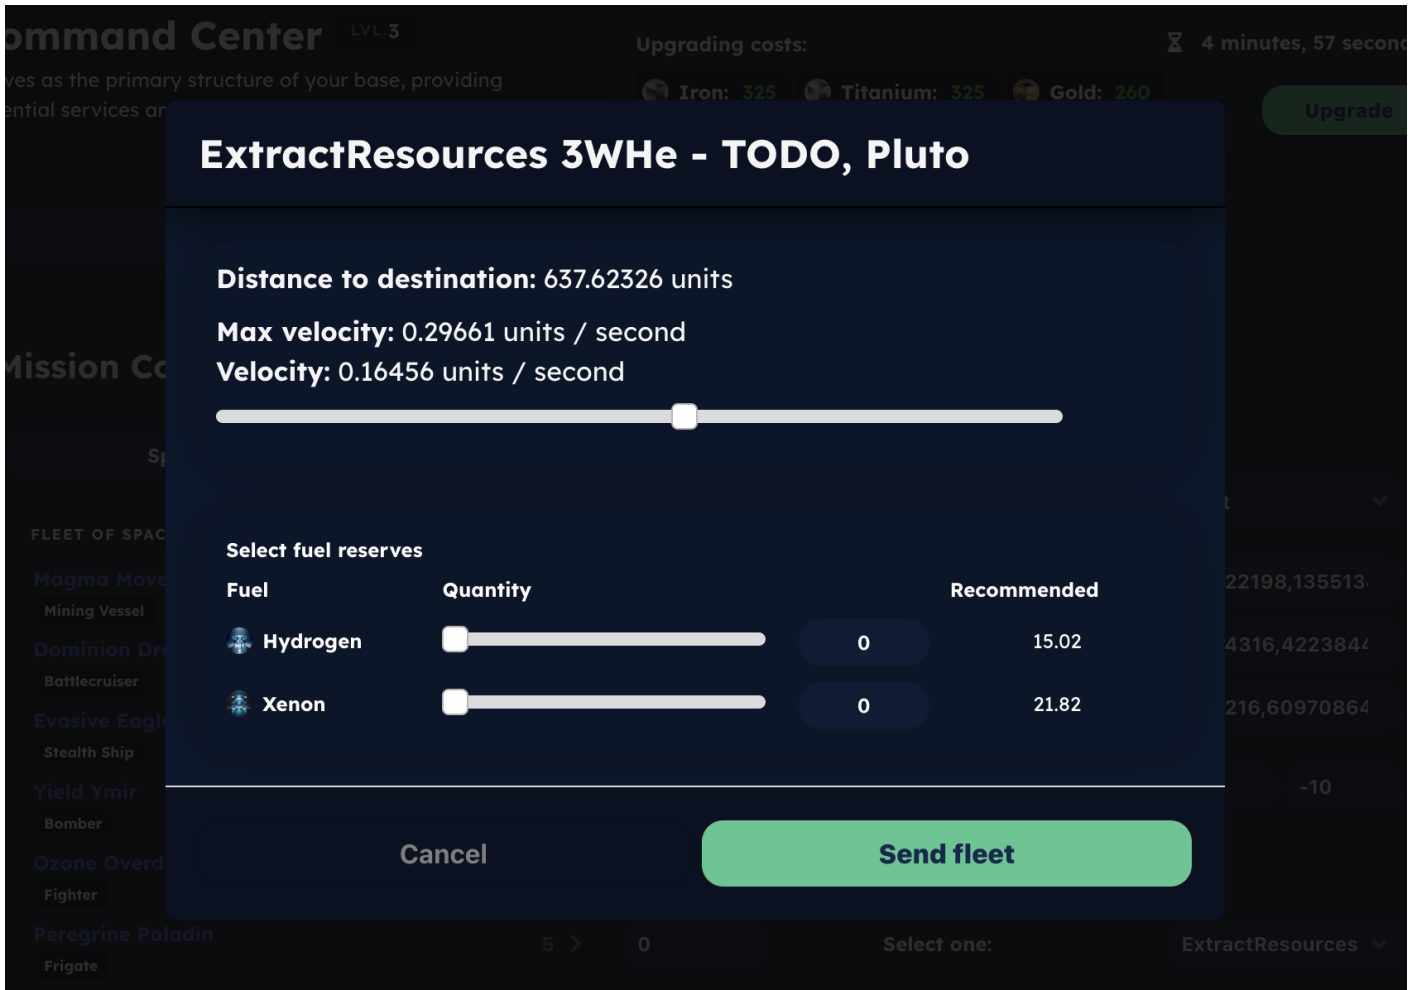 ommand Center LVL.3
ves as the primary structure of your base, providing
ential services ar
Upgrading costs:
Iron: 325 Titanium: 325 Gold: 260
4 minutes, 57 secon
Upgrade
ExtractResources 3WHe - TODO, Pluto
Distance to destination: 637.62326 units
Max velocity: 0.29661 units / second
Velocity: 0.16456 units / second
Mission Co
Sp
t
FLEET OF SPAC
Magma Move
Mining Vessel
Dominion Dre
Battlecruiser
Evasive Eagle
Stealth Ship
Yield Ymir
Bomber
Ozone Overd
Fighter
Peregrine Paladin
Frigate
Select fuel reserves
Fuel Quantity Recommended
Hydrogen 0 15.02
Xenon 0 21.82
22198,135513
4316,4223844
216,60970864
-10
Cancel Send fleet
5 0 Select one: ExtractResources